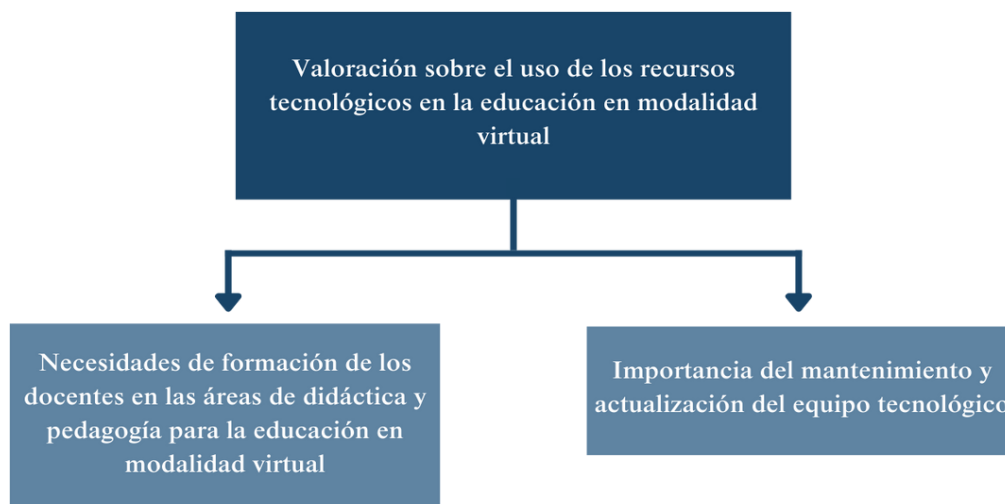 Valoración sobre el uso de los recursos
tecnológicos en la educación en modalidad
virtual
Necesidades de formación de los
docentes en las áreas de didáctica y
pedagogía para la educación en
modalidad virtual
Importancia del mantenimiento y
actualización del equipo tecnológico